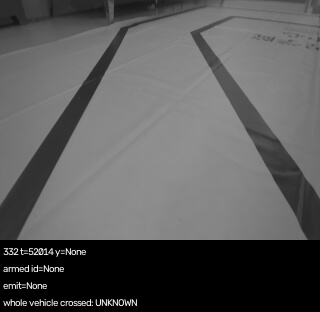 332 t=52014 y=None
armed id=None
emit=None
whole vehicle crossed: UNKNOWN